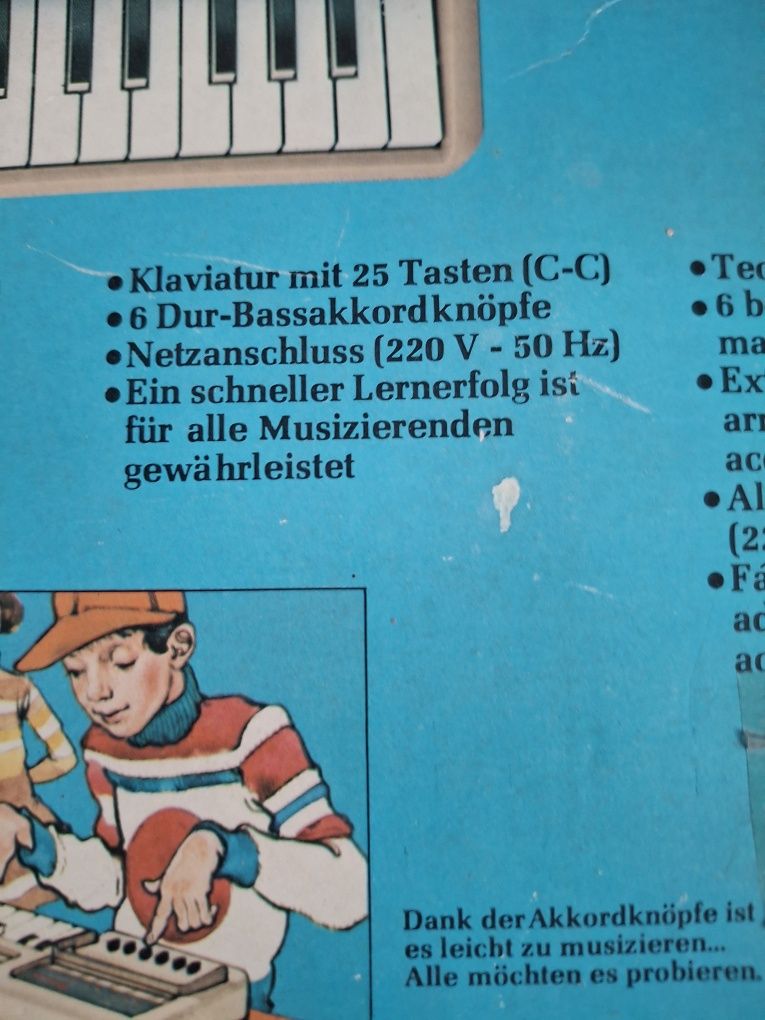 •Klaviatur mit 25 Tasten (C-C)
•6 Dur-Bassakkordknöpfe
•Netzanschluss (220 V - 50 Hz)
•Ein schneller Lernerfolg ist
für alle Musizierenden
gewährleistet
Dank der Akkordknöpfe ist
es leicht zu musizieren...
Alle möchten es probieren.